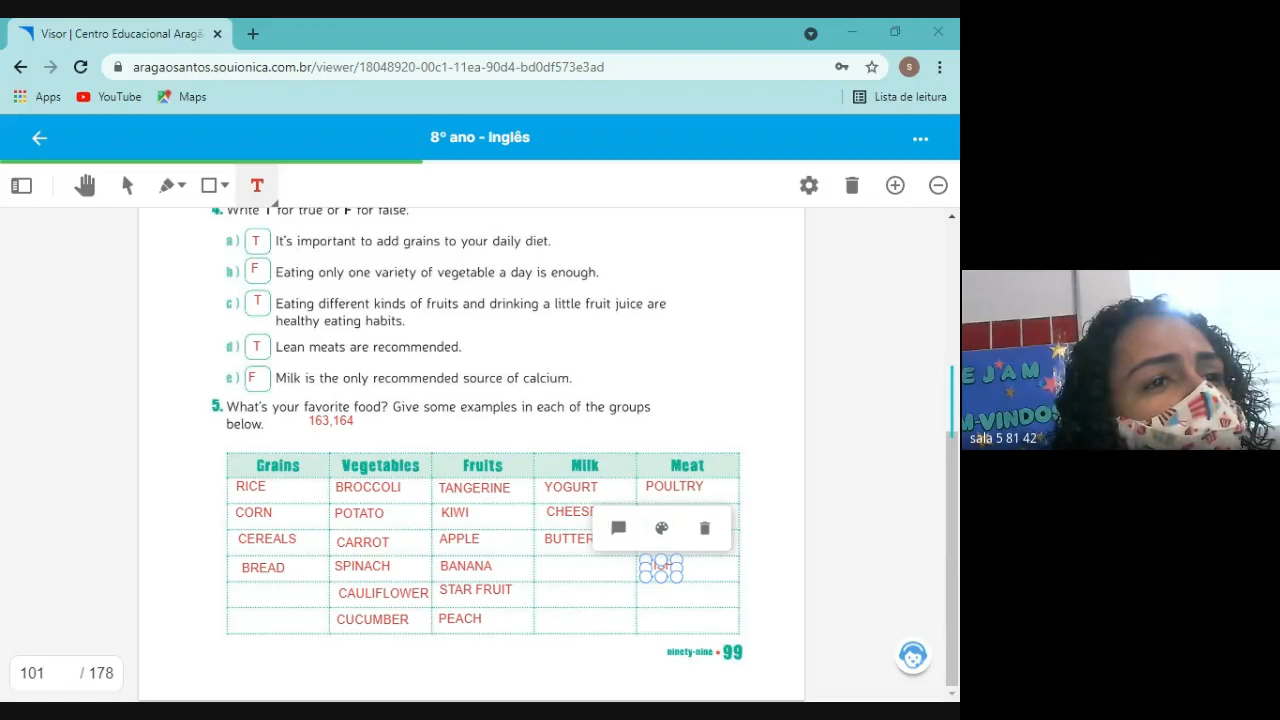 Visor | Centro Educacional Aragã
aragaosantos.souionica.com.br/viewer/18048920-00c1-11ea-90d4-bd0df573e3ad
s
Apps YouTube Maps
Lista de leitura
8º ano - Inglês
T
4. Write T for true or F for false.
a) T It's important to add grains to your daily diet.
b) F Eating only one variety of vegetable a day is enough.
c) T Eating different kinds of fruits and drinking a little fruit juice are
healthy eating habits.
d) T Lean meats are recommended.
e) F Milk is the only recommended source of calcium.
5. What's your favorite food? Give some examples in each of the groups
below. 163,164
Grains Vegetables Fruits Milk Meat
RICE BROCCOLI TANGERINE YOGURT POULTRY
CORN POTATO KIWI CHEESE
CEREALS CARROT APPLE BUTTER
BREAD SPINACH BANANA
CAULIFLOWER STAR FRUIT
CUCUMBER PEACH
ninety-nine • 99
101 / 178
E J A M
M-VINDOS
sala 5 81 42